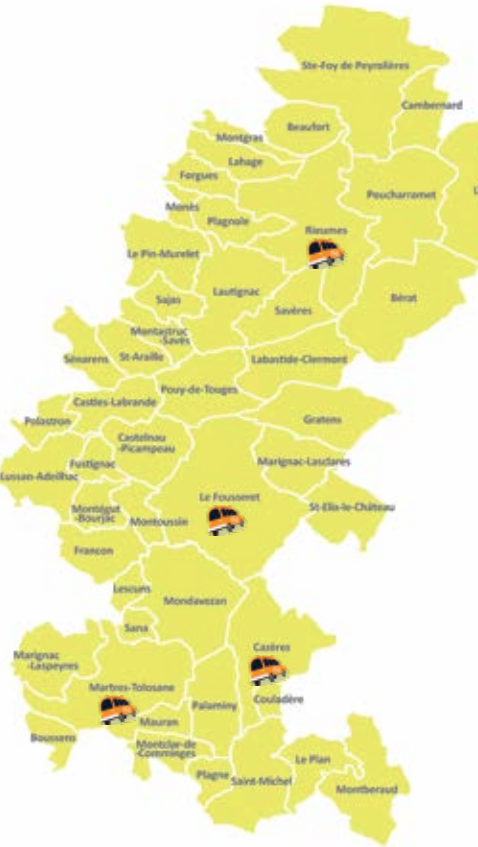 Ste-Foy de Peyrolières
Cambernard
Beaufort
Montgras
Lahage
Forgues
Poucharramet
Monès
Plagnole
Rieumes
Le Pin-Murelet
Lautignac
Bérat
Sajas
Savères
Montastruc
-Savès
Sénarens
St-Araille
Labastide-Clermont
Pouy-de-Touges
Casties-Labrande
Polastron
Gratens
Castelnau
-Picampeau
Fustignac
Marignac-Lasclares
Lussan-Adeilhac
Le Fousseret
Montégut
-Bourjac
Montoussin
St-Elix-le-Château
Francon
Lescuns
Mondavezan
Sana
Cazères
Marignac
-Laspeyres
Martres-Tolosane
Couladère
Palaminy
Mauran
Boussens
Montclar-de
-Comminges
Le Plan
Plagne
Saint-Michel
Montberaud